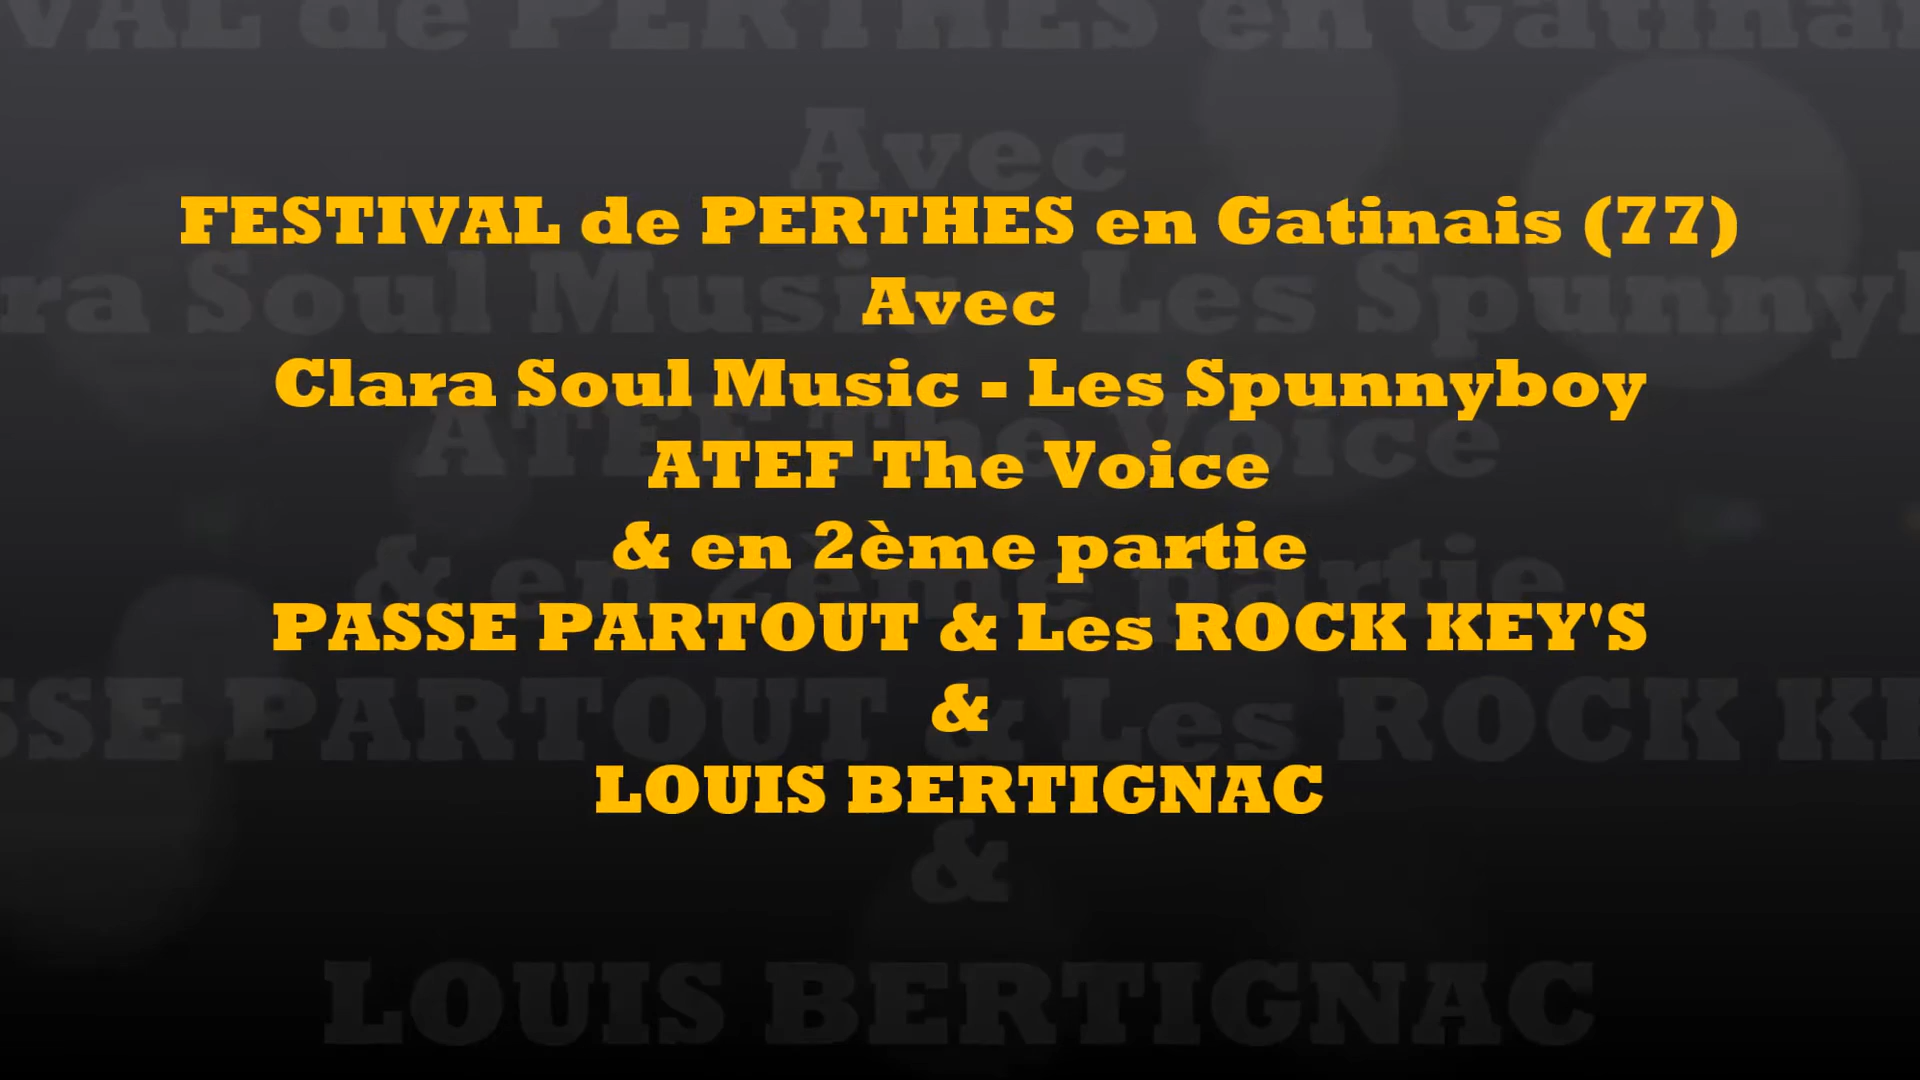 FESTIVAL de PERTHES en Gatinais (77)
Avec
Clara Soul Music - Les Spunnyboy
ATEF The Voice
& en 2ème partie
PASSE PARTOUT & Les ROCK KEY'S
&
LOUIS BERTIGNAC